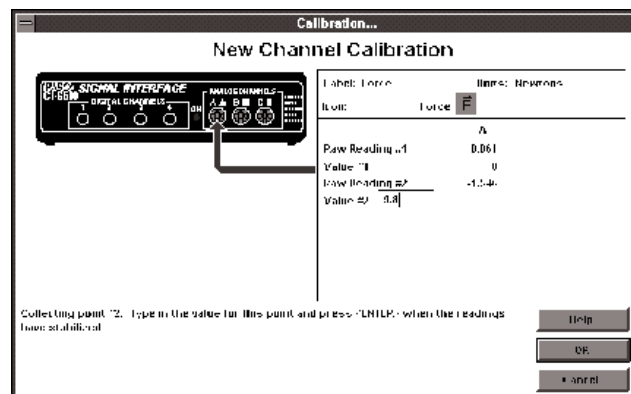 Calibration...
New Channel Calibration
SIGNAL INTERFACE
CI-6500
DIGITAL CHANNELS
1 2 3 4
ON
ANALOG CHANNELS
A B C
Label: Force Units: Newtons
Icon: Force F
A
Raw Reading #1 0.061
Value #1 0
Raw Reading #2
Value #2 9.8
Collecting point #2. Type in the value for this point and press <ENTER> when the readings
have stabilized
Help
OK
Cancel